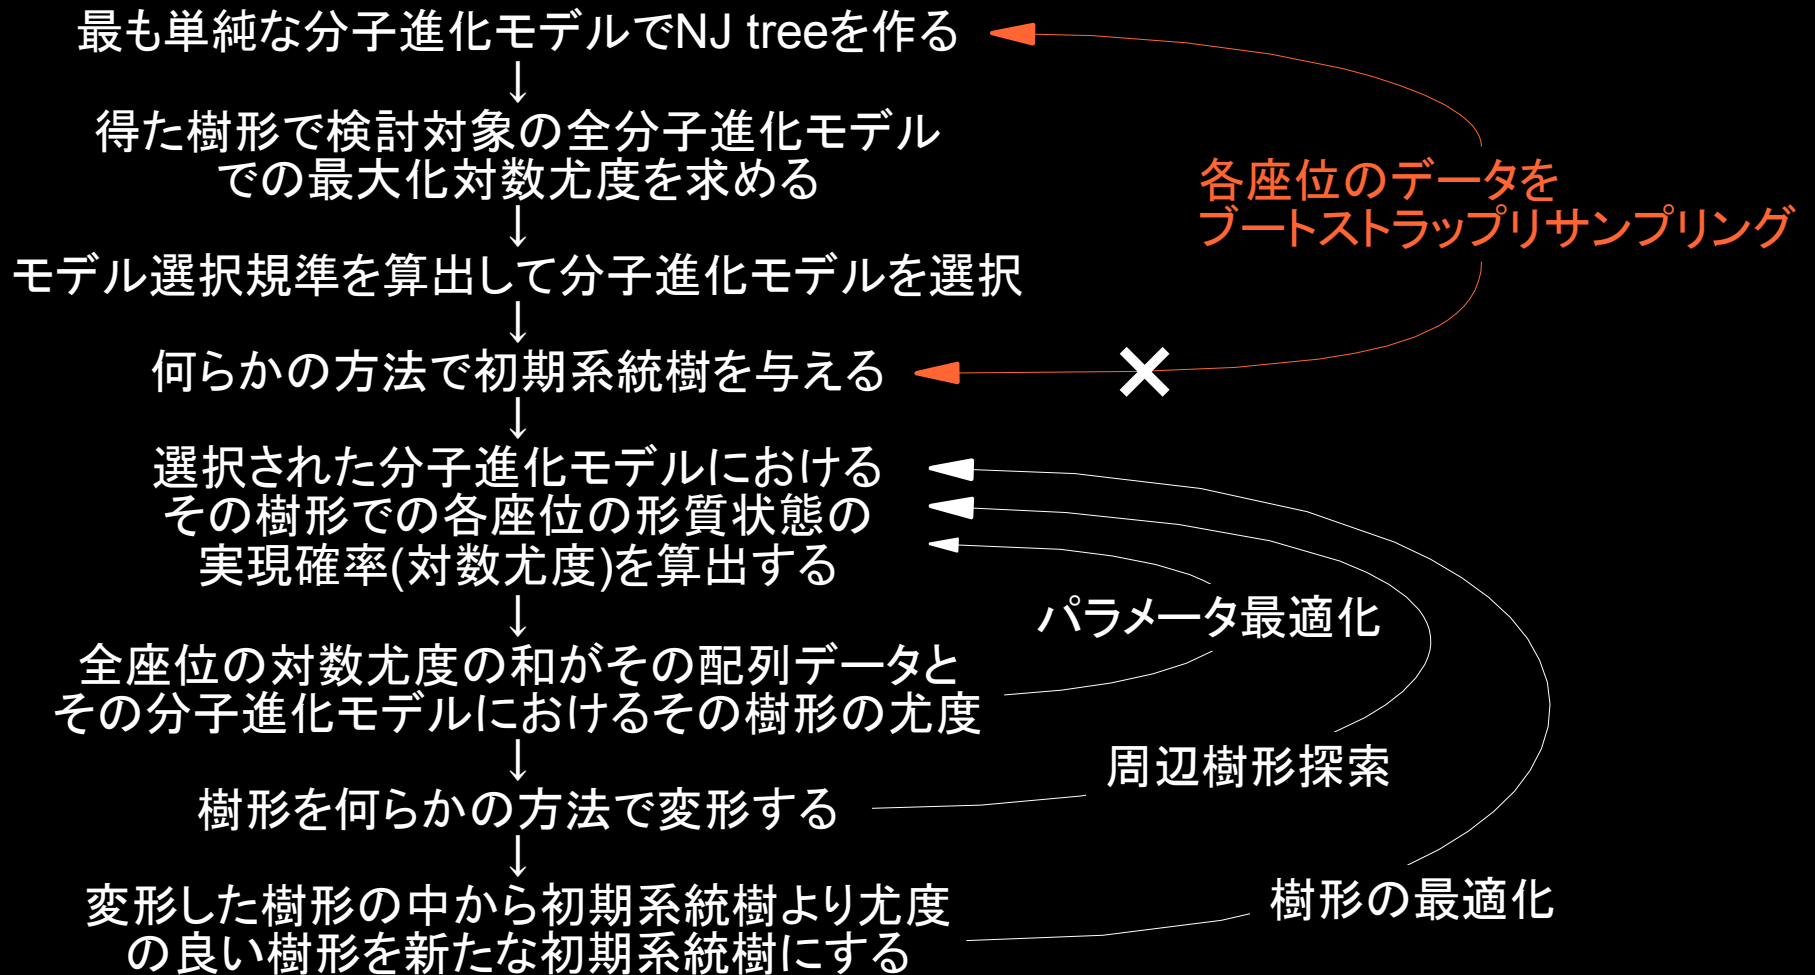 最も単純な分子進化モデルでNJ treeを作る
↓
得た樹形で検討対象の全分子進化モデル
での最大化対数尤度を求める
↓
モデル選択規準を算出して分子進化モデルを選択
↓
何らかの方法で初期系統樹を与える
↓
選択された分子進化モデルにおける
その樹形での各座位の形質状態の
実現確率(対数尤度)を算出する
↓
全座位の対数尤度の和がその配列データと
その分子進化モデルにおけるその樹形の尤度
↓
樹形を何らかの方法で変形する
↓
変形した樹形の中から初期系統樹より尤度
の良い樹形を新たな初期系統樹にする
各座位のデータを
ブートストラップリサンプリング
×
パラメータ最適化
周辺樹形探索
樹形の最適化